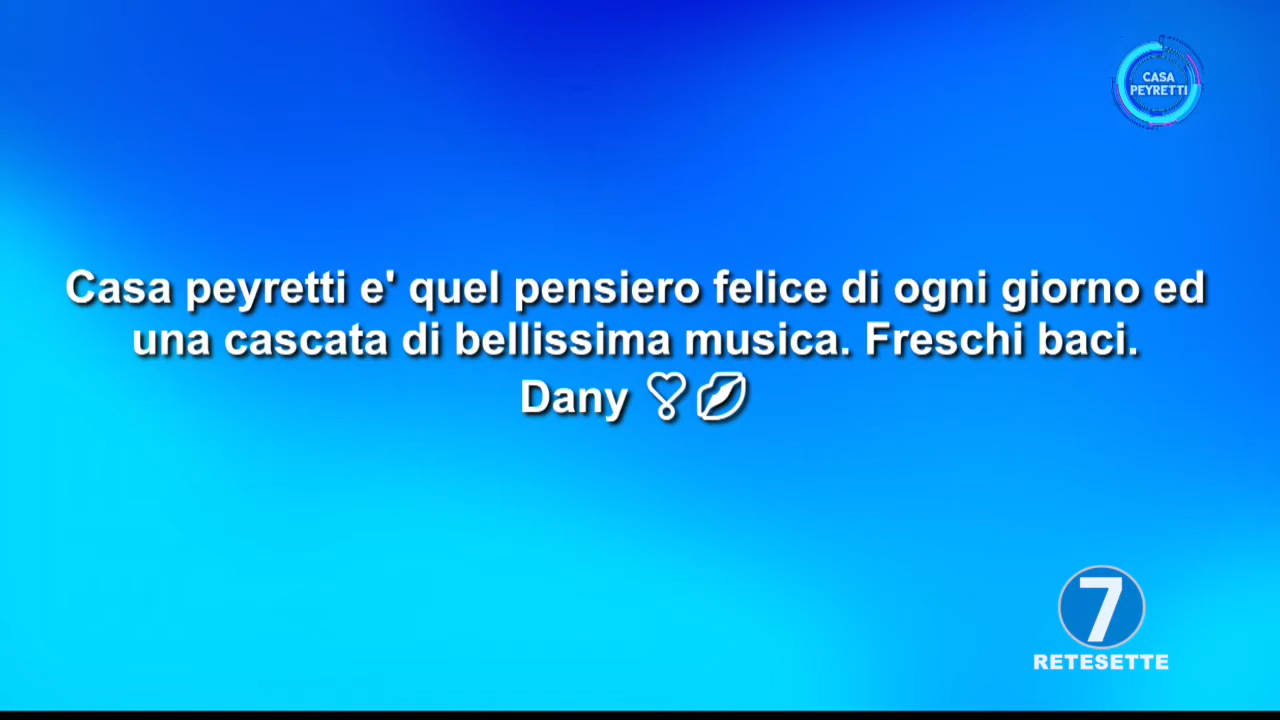 CASA
PEYRETTI
Casa peyretti e' quel pensiero felice di ogni giorno ed
una cascata di bellissima musica. Freschi baci.
Dany ❣💋
7
RETESETTE